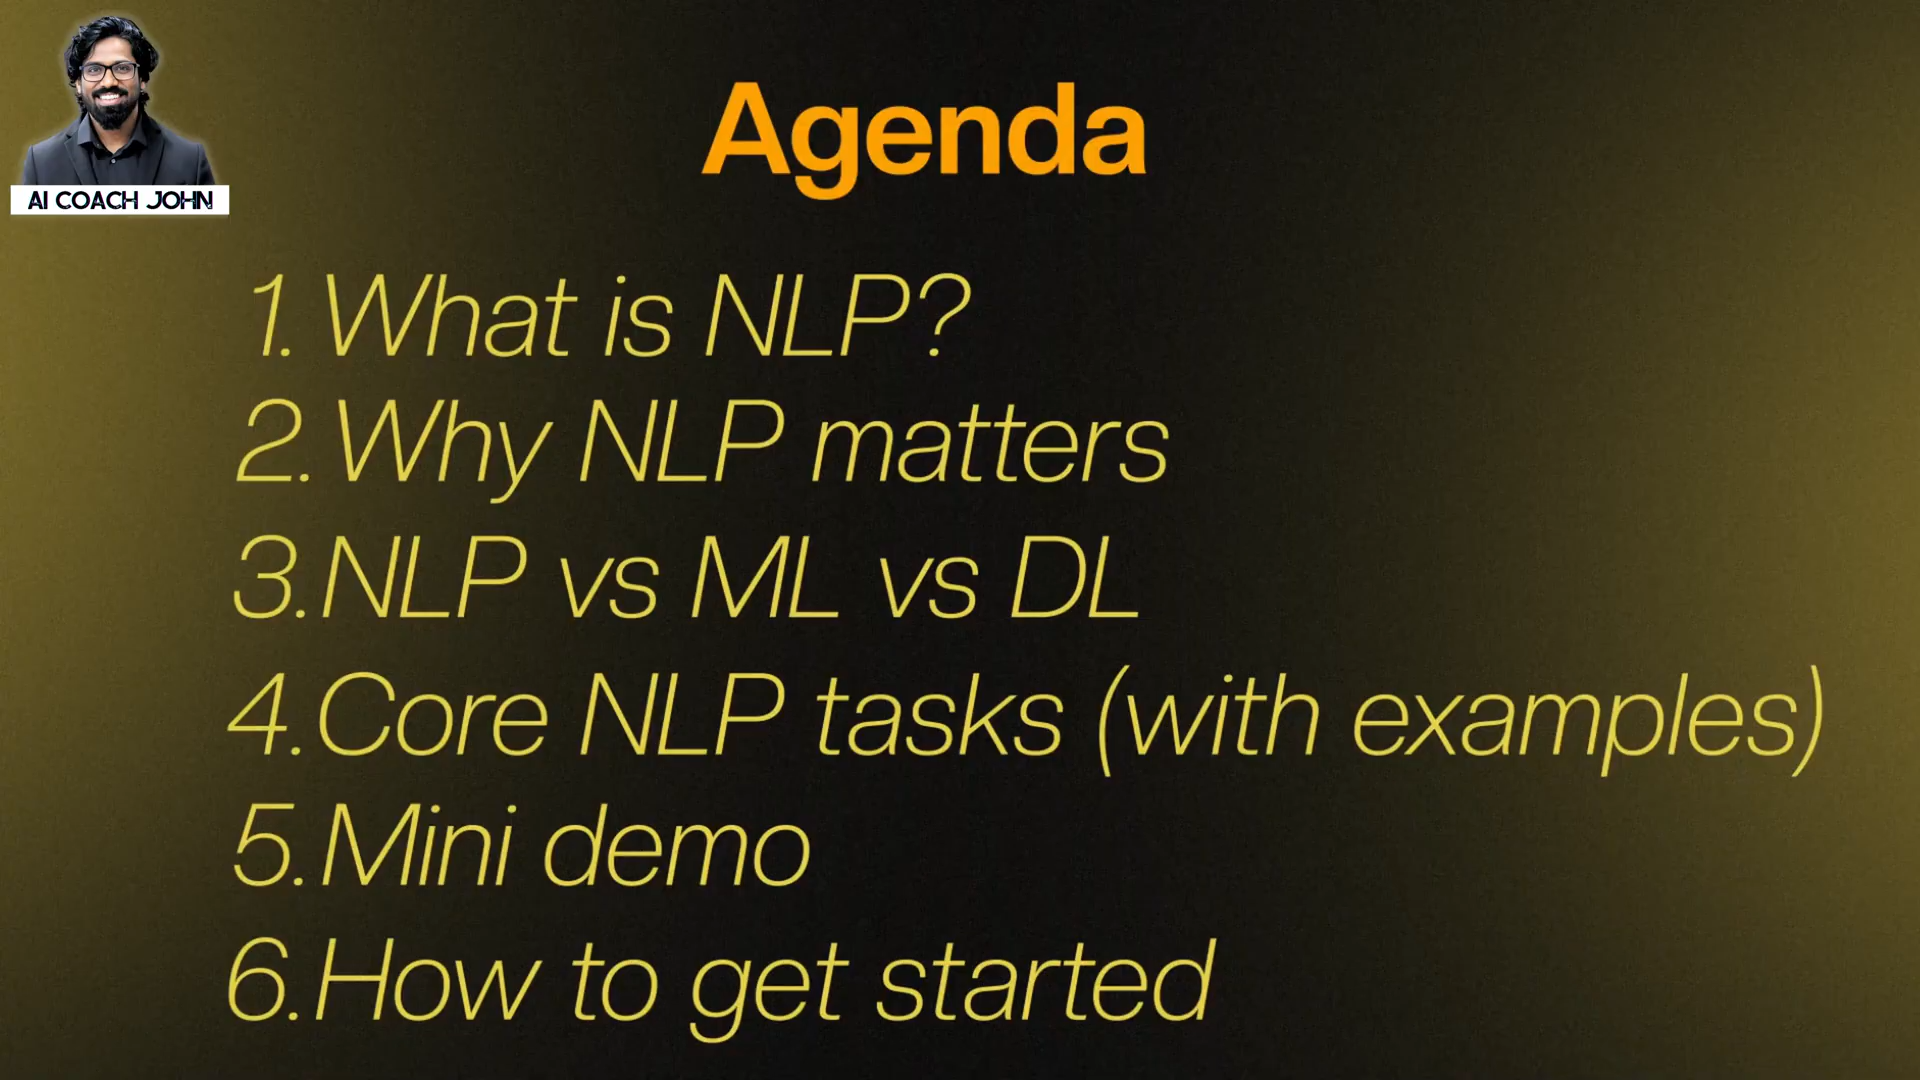 AI COACH JOHN
Agenda
1. What is NLP?
2. Why NLP matters
3. NLP vs ML vs DL
4. Core NLP tasks (with examples)
5. Mini demo
6. How to get started